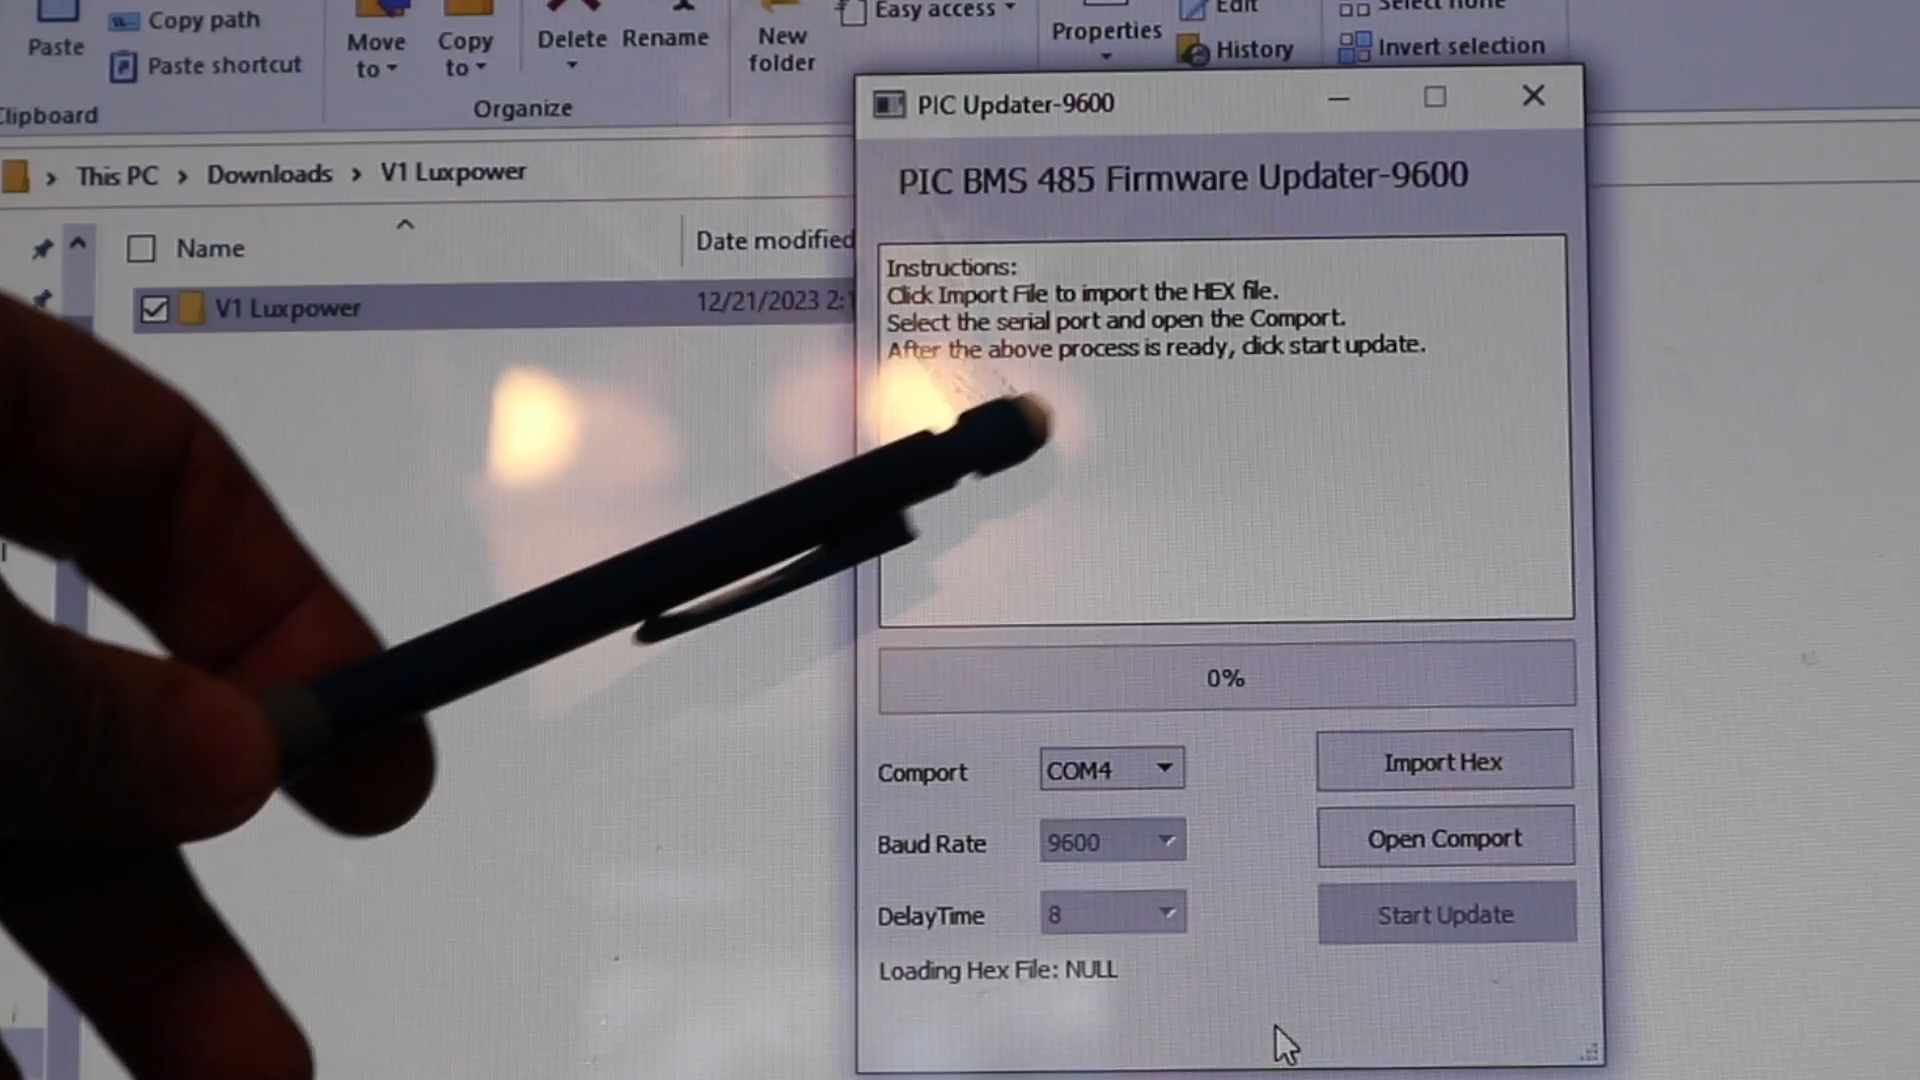 Paste
Copy path
Paste shortcut
Clipboard
Move
to
Copy
to
Delete
Rename
Organize
New
folder
Easy access
Properties
Edit
History
Select none
Invert selection
This PC > Downloads > V1 Luxpower
Name
Date modified
V1 Luxpower
12/21/2023 2:1
PIC Updater-9600
PIC BMS 485 Firmware Updater-9600
Instructions:
Click Import File to import the HEX file.
Select the serial port and open the Comport.
After the above process is ready, click start update.
0%
Comport
COM4
Import Hex
Baud Rate
9600
Open Comport
DelayTime
8
Start Update
Loading Hex File: NULL